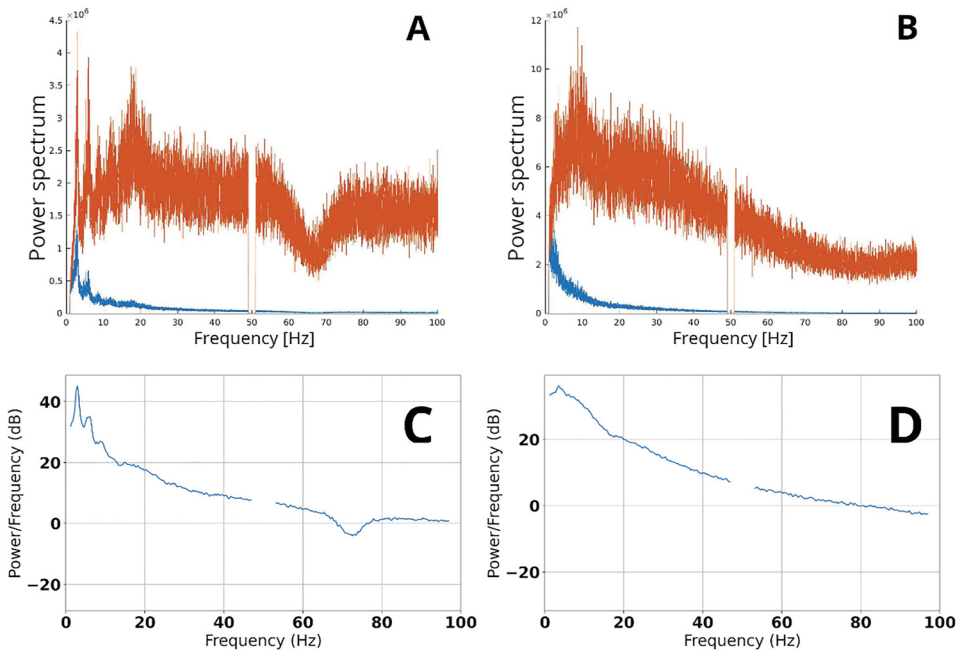 ×10⁶
4.5
4
3.5
3
2.5
2
1.5
1
0.5
0
0 10 20 30 40 50 60 70 80 90 100
Power spectrum
Frequency [Hz]
A
×10⁶
12
10
8
6
4
2
0
0 10 20 30 40 50 60 70 80 90 100
Power spectrum
Frequency [Hz]
B
40
20
0
−20
0 20 40 60 80 100
Power/Frequency (dB)
Frequency (Hz)
C
20
0
−20
0 20 40 60 80 100
Power/Frequency (dB)
Frequency (Hz)
D